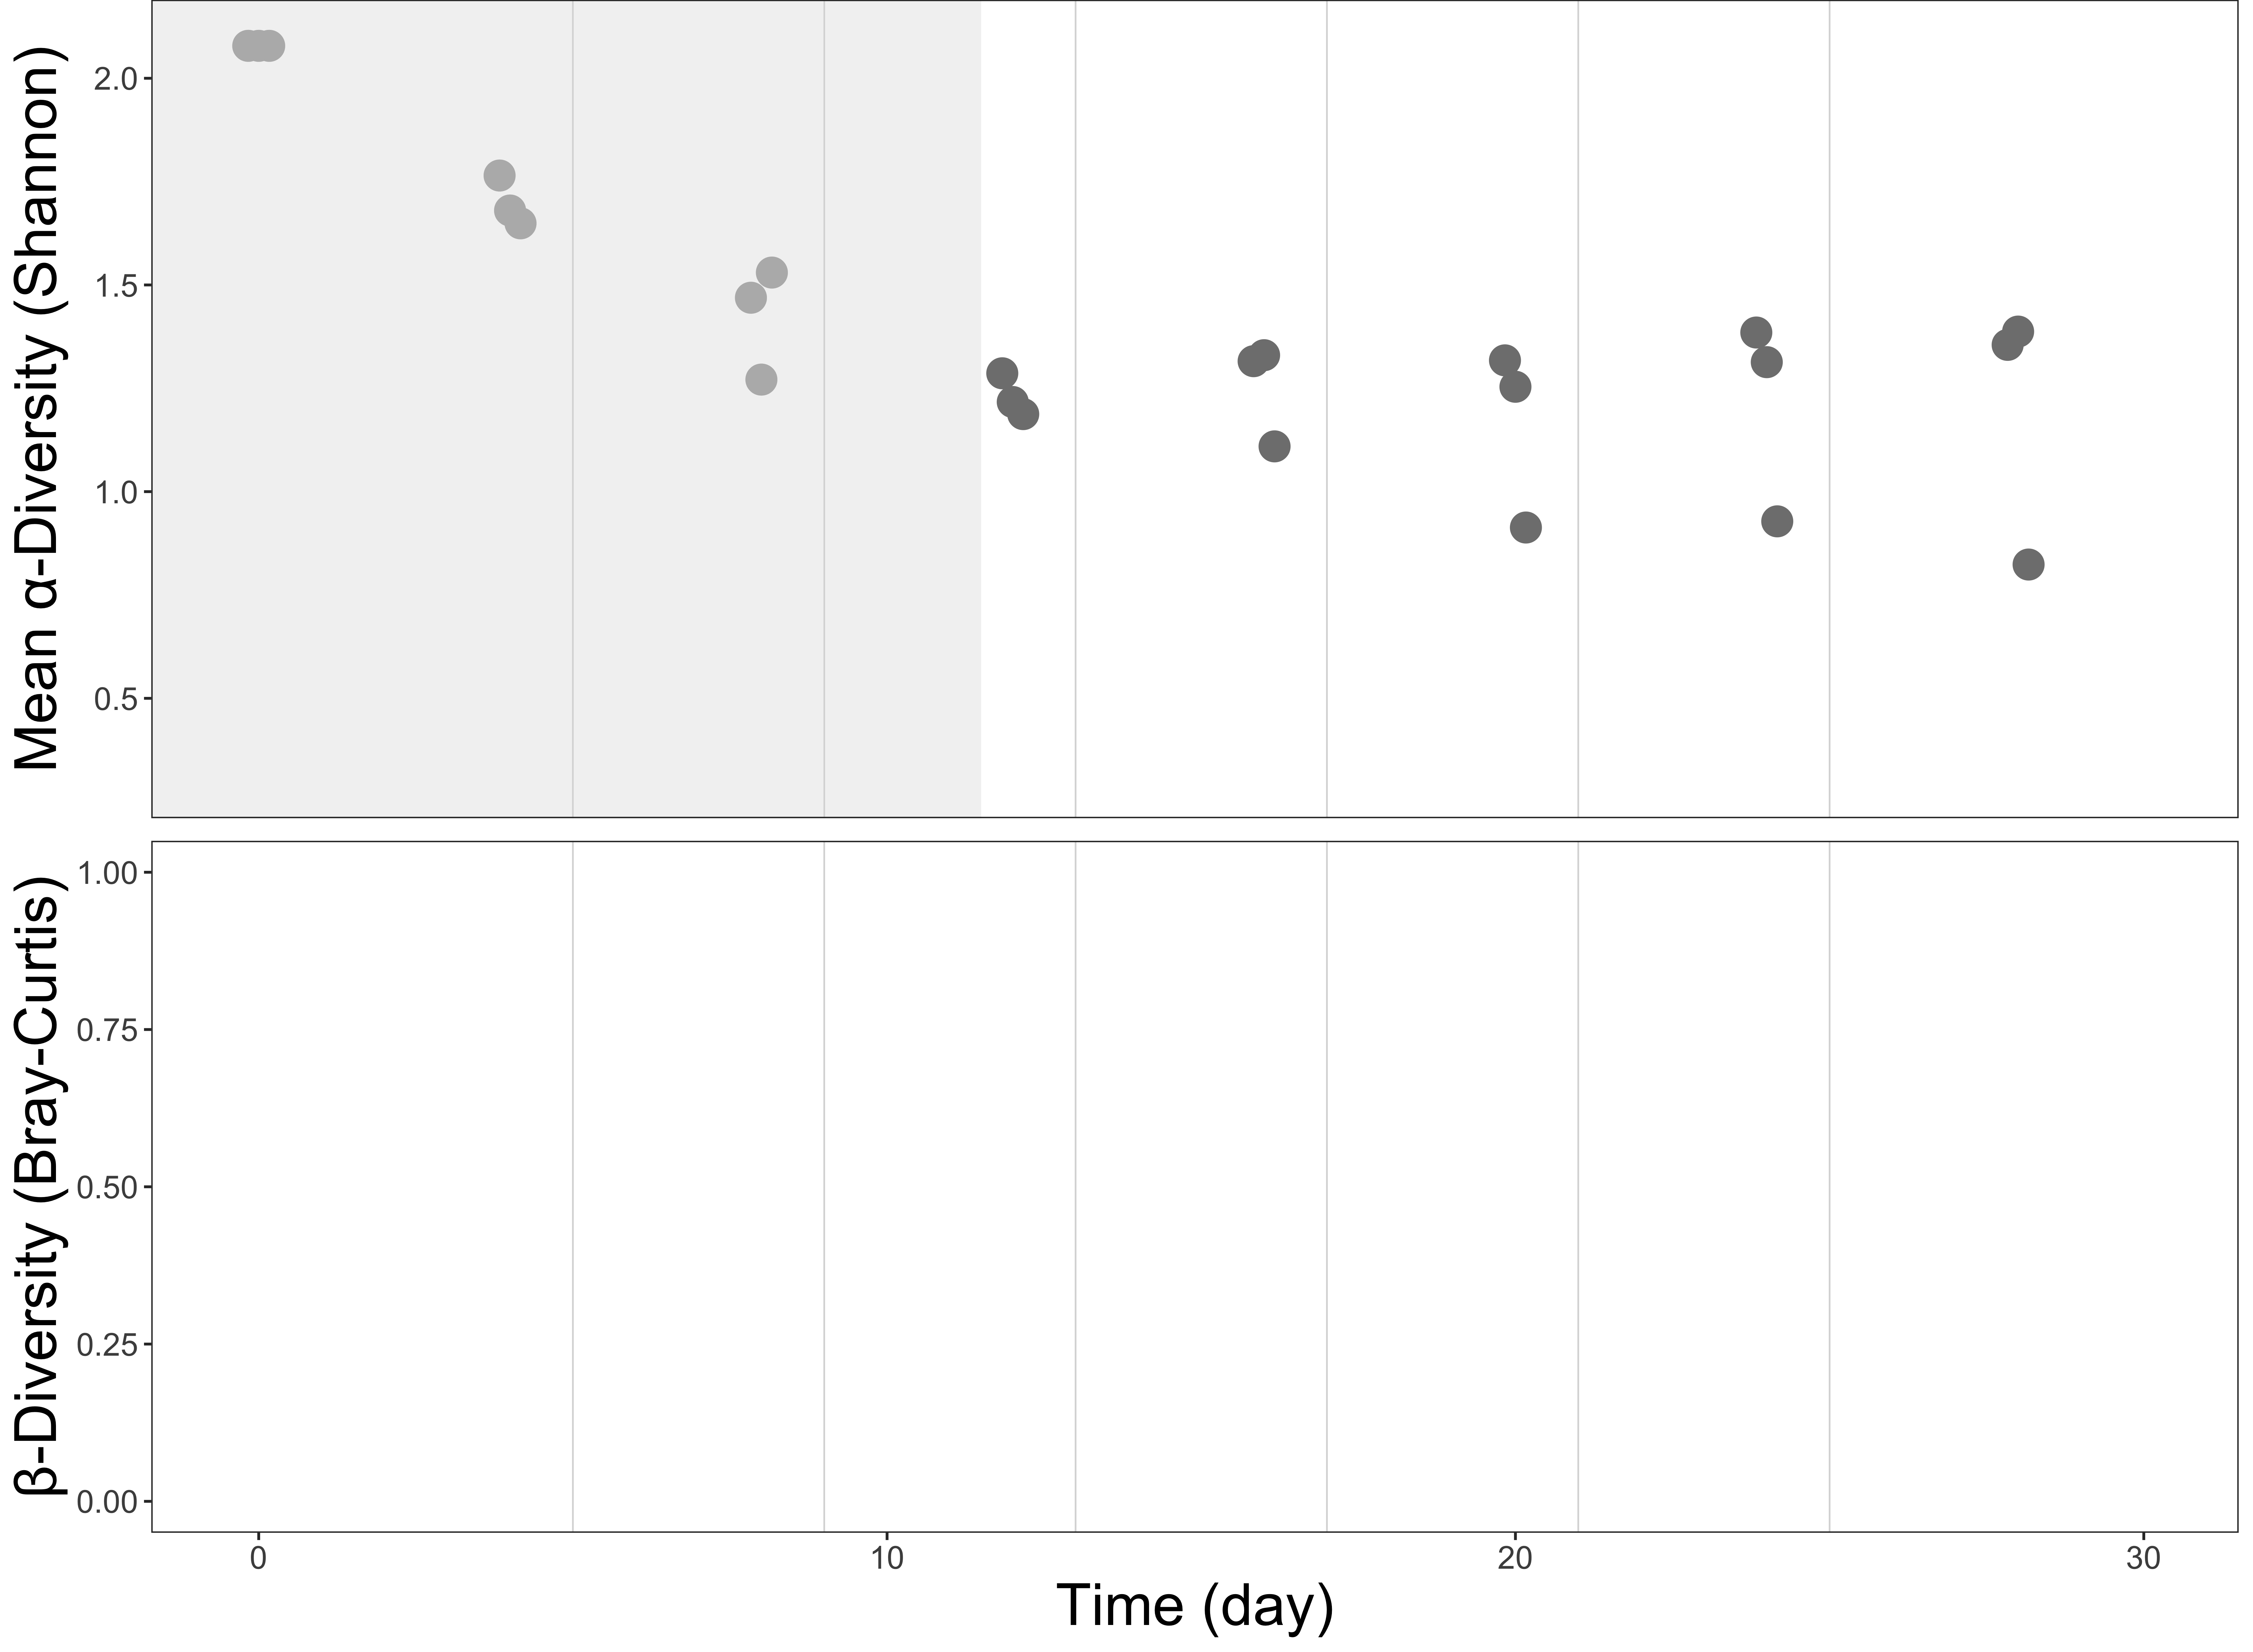 Mean α-Diversity (Shannon)
2.0
1.5
1.0
0.5
β-Diversity (Bray-Curtis)
1.00
0.75
0.50
0.25
0.00
0 10 20 30
Time (day)